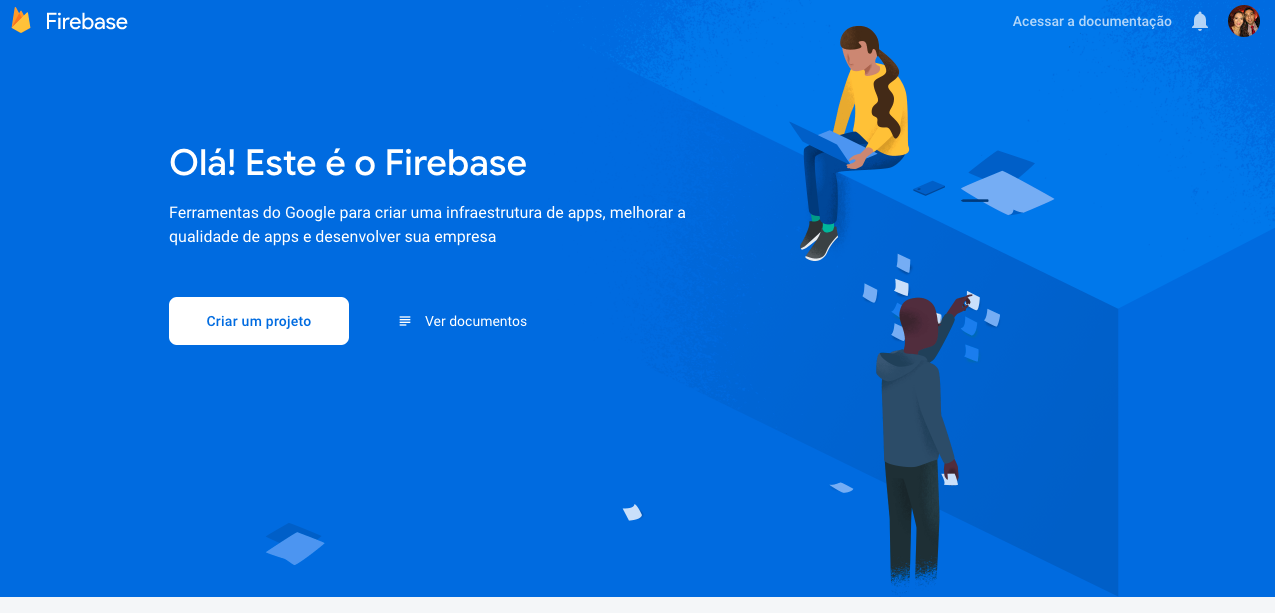 Firebase
Acessar a documentação
Olá! Este é o Firebase
Ferramentas do Google para criar uma infraestrutura de apps, melhorar a
qualidade de apps e desenvolver sua empresa
Criar um projeto
Ver documentos